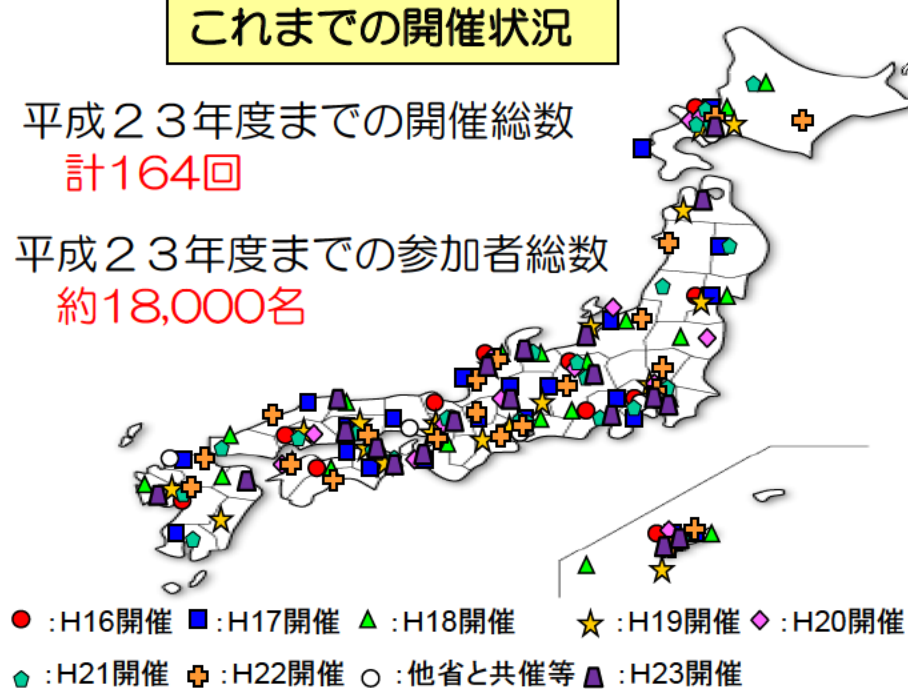 これまでの開催状況
平成２３年度までの開催総数
計164回
平成２３年度までの参加者総数
約18,000名
:H16開催 :H17開催 :H18開催 :H19開催 :H20開催
:H21開催 :H22開催 :他省と共催等 :H23開催